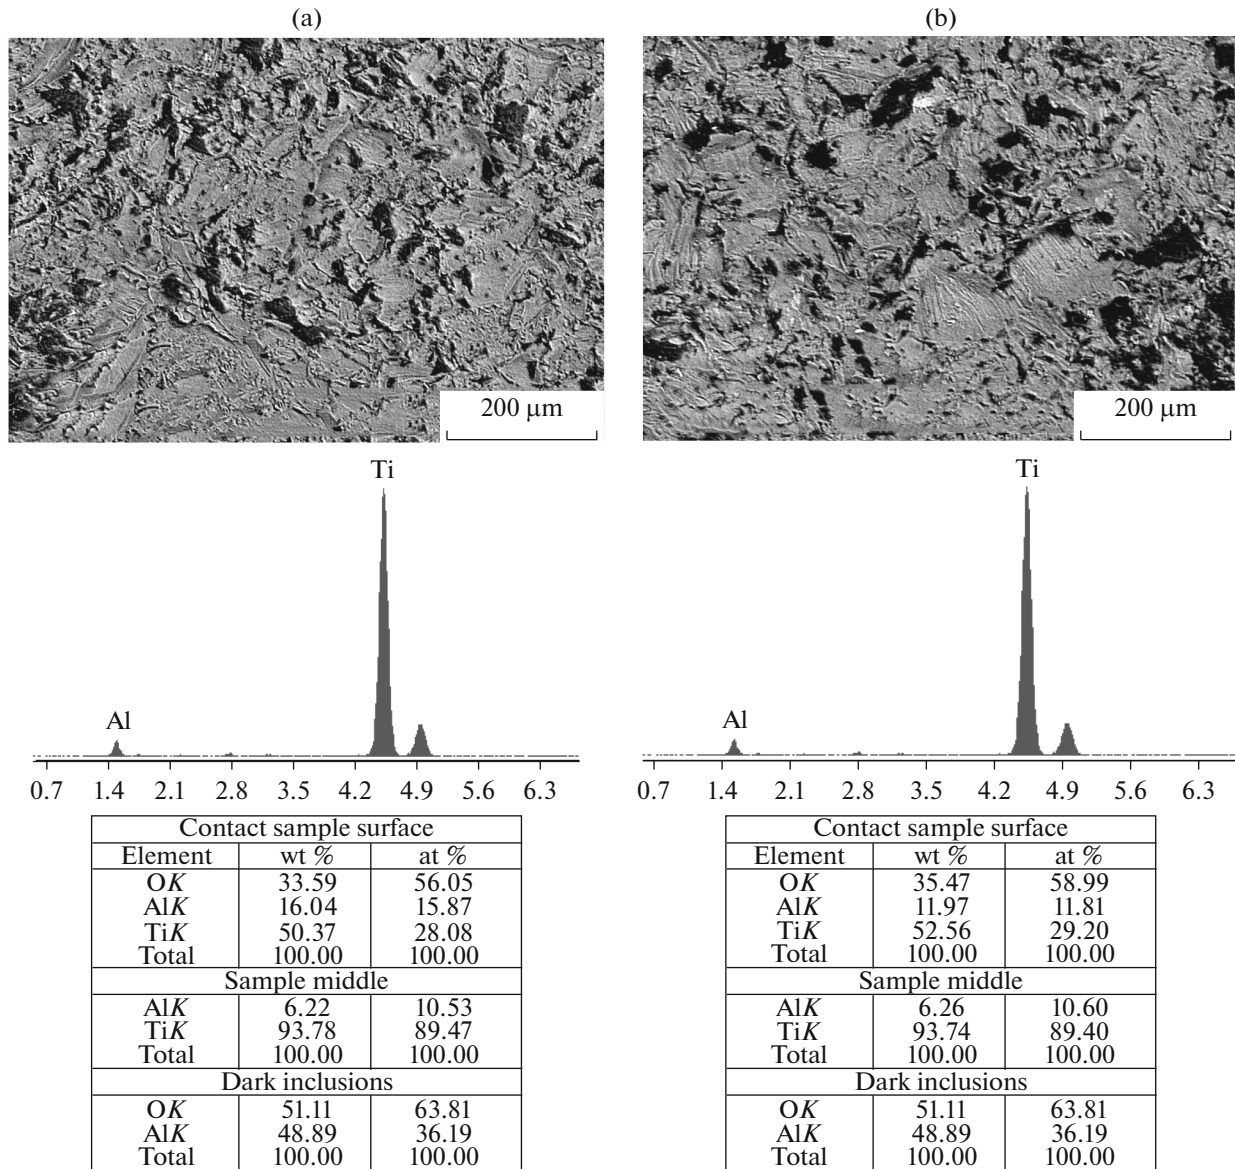 (a)
200 μm
Ti
Al
0.7 1.4 2.1 2.8 3.5 4.2 4.9 5.6 6.3
Contact sample surface
Element wt % at %
OK 33.59 56.05
AlK 16.04 15.87
TiK 50.37 28.08
Total 100.00 100.00
Sample middle
AlK 6.22 10.53
TiK 93.78 89.47
Total 100.00 100.00
Dark inclusions
OK 51.11 63.81
AlK 48.89 36.19
Total 100.00 100.00
(b)
200 μm
Ti
Al
0.7 1.4 2.1 2.8 3.5 4.2 4.9 5.6 6.3
Contact sample surface
Element wt % at %
OK 35.47 58.99
AlK 11.97 11.81
TiK 52.56 29.20
Total 100.00 100.00
Sample middle
AlK 6.26 10.60
TiK 93.74 89.40
Total 100.00 100.00
Dark inclusions
OK 51.11 63.81
AlK 48.89 36.19
Total 100.00 100.00